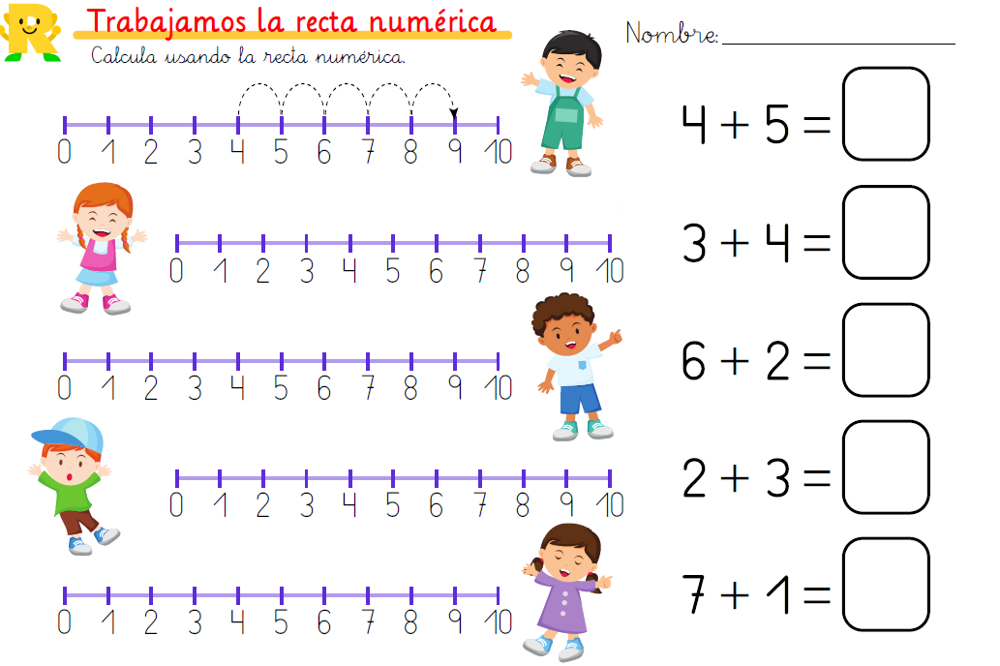 R
Trabajamos la recta numérica
Calcula usando la recta numérica.
Nombre:
0 1 2 3 4 5 6 7 8 9 10
4 + 5 =
0 1 2 3 4 5 6 7 8 9 10
3 + 4 =
0 1 2 3 4 5 6 7 8 9 10
6 + 2 =
0 1 2 3 4 5 6 7 8 9 10
2 + 3 =
0 1 2 3 4 5 6 7 8 9 10
7 + 1 =